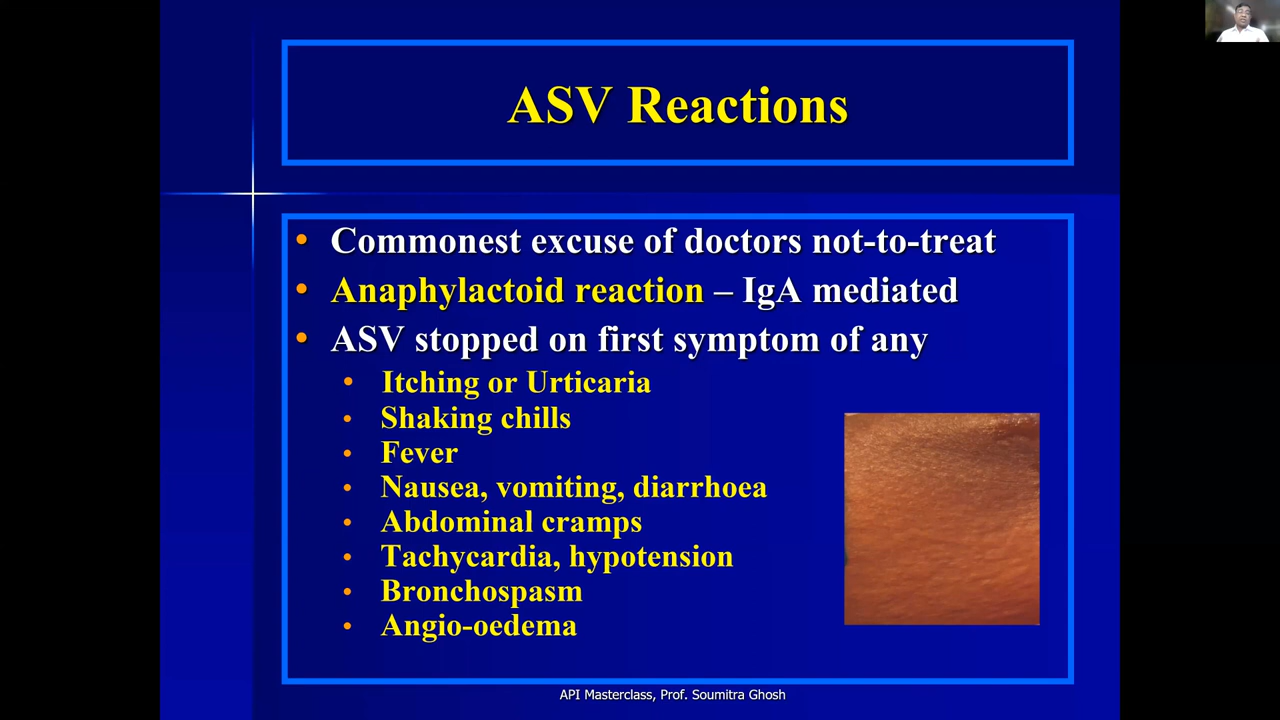 ASV Reactions
• Commonest excuse of doctors not-to-treat
• Anaphylactoid reaction – IgA mediated
• ASV stopped on first symptom of any
• Itching or Urticaria
• Shaking chills
• Fever
• Nausea, vomiting, diarrhoea
• Abdominal cramps
• Tachycardia, hypotension
• Bronchospasm
• Angio-oedema
API Masterclass, Prof. Soumitra Ghosh